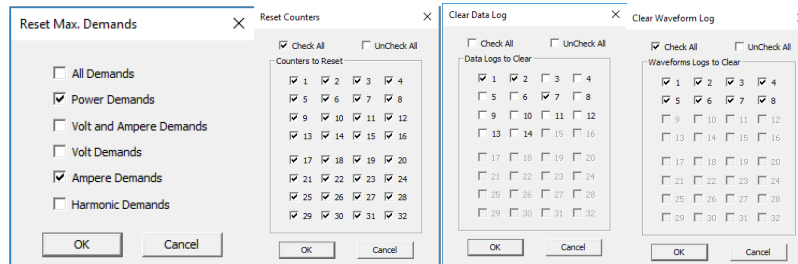 Reset Max. Demands
All Demands
Power Demands
Volt and Ampere Demands
Volt Demands
Ampere Demands
Harmonic Demands
OK Cancel
Reset Counters
Check All UnCheck All
Counters to Reset
1 2 3 4
5 6 7 8
9 10 11 12
13 14 15 16
17 18 19 20
21 22 23 24
25 26 27 28
29 30 31 32
OK Cancel
Clear Data Log
Check All UnCheck All
Data Logs to Clear
1 2 3 4
5 6 7 8
9 10 11 12
13 14 15 16
17 18 19 20
21 22 23 24
25 26 27 28
29 30 31 32
OK Cancel
Clear Waveform Log
Check All UnCheck All
Waveforms Logs to Clear
1 2 3 4
5 6 7 8
9 10 11 12
13 14 15 16
17 18 19 20
21 22 23 24
25 26 27 28
29 30 31 32
OK Cancel